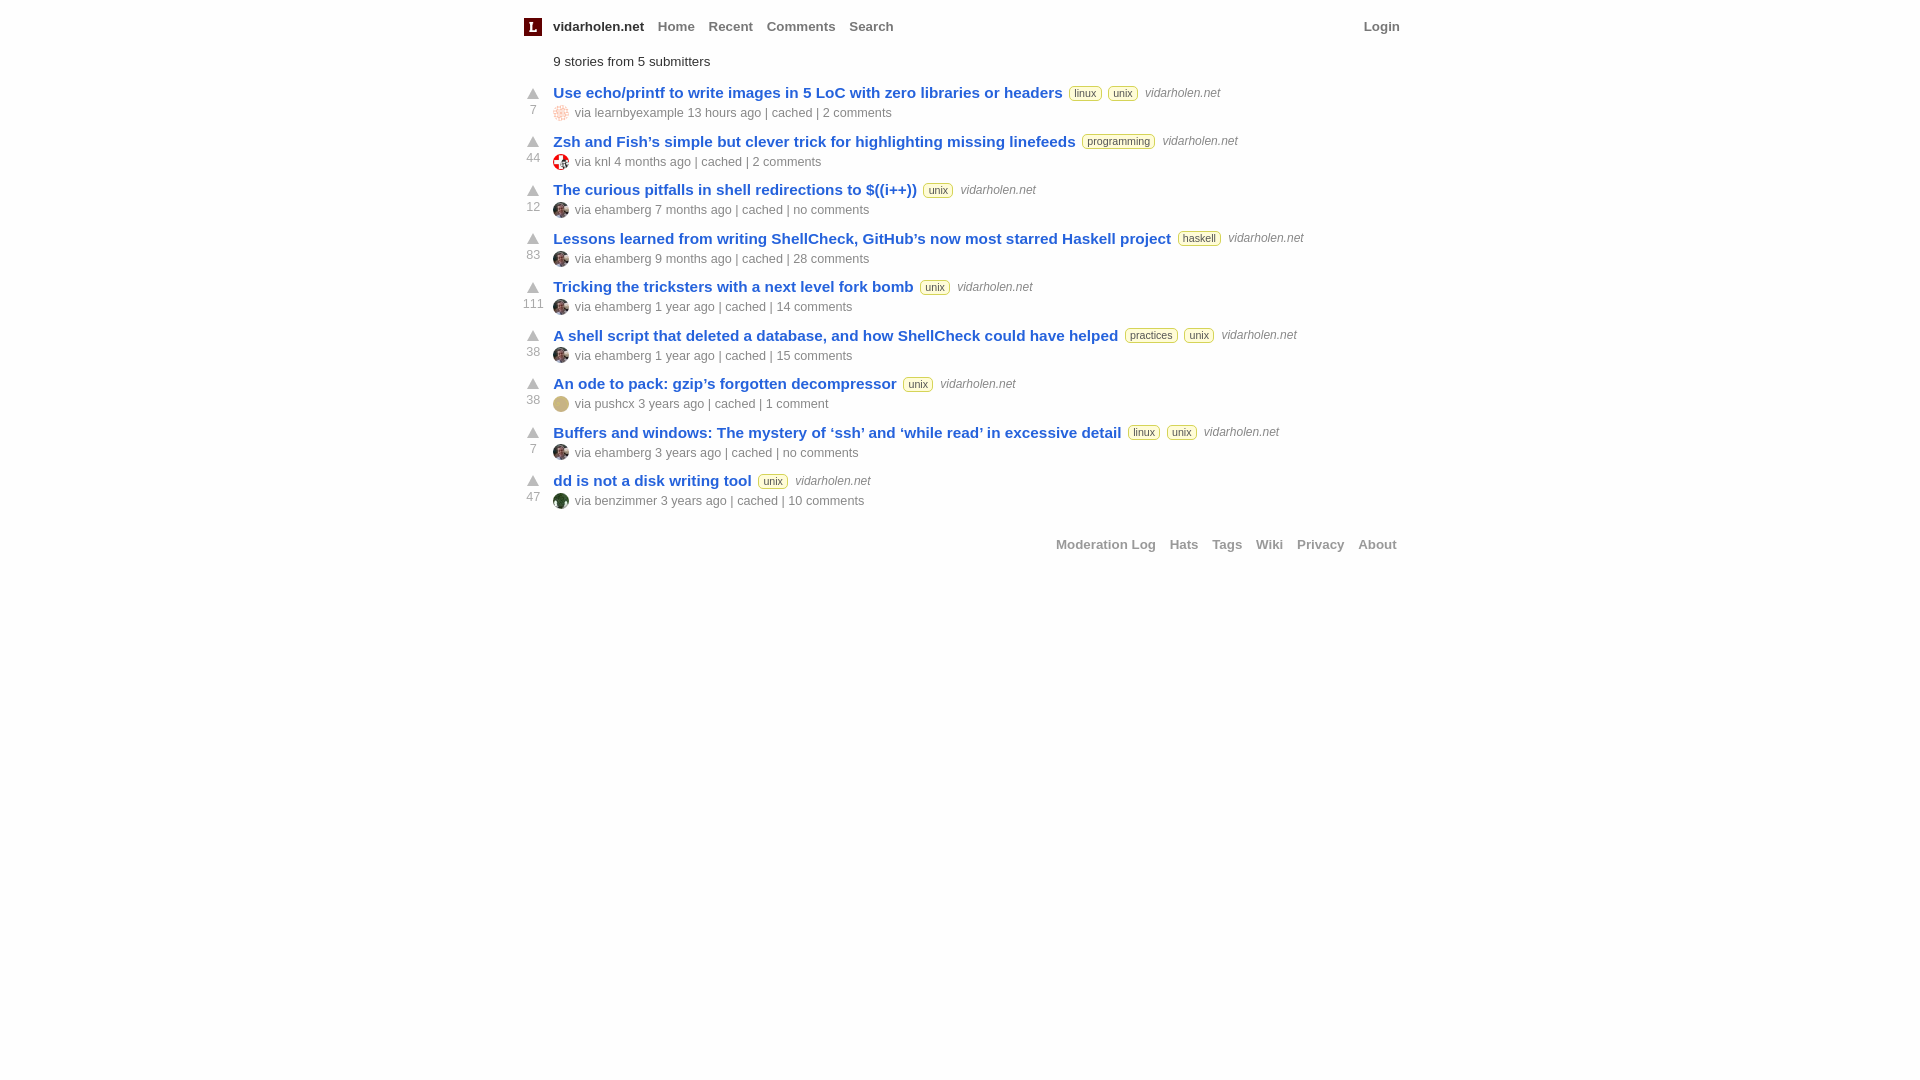 L vidarholen.net Home Recent Comments Search Login
9 stories from 5 submitters
Use echo/printf to write images in 5 LoC with zero libraries or headers linux unix vidarholen.net
7 via learnbyexample 13 hours ago | cached | 2 comments
Zsh and Fish’s simple but clever trick for highlighting missing linefeeds programming vidarholen.net
44 via knl 4 months ago | cached | 2 comments
The curious pitfalls in shell redirections to $((i++)) unix vidarholen.net
12 via ehamberg 7 months ago | cached | no comments
Lessons learned from writing ShellCheck, GitHub’s now most starred Haskell project haskell vidarholen.net
83 via ehamberg 9 months ago | cached | 28 comments
Tricking the tricksters with a next level fork bomb unix vidarholen.net
111 via ehamberg 1 year ago | cached | 14 comments
A shell script that deleted a database, and how ShellCheck could have helped practices unix vidarholen.net
38 via ehamberg 1 year ago | cached | 15 comments
An ode to pack: gzip’s forgotten decompressor unix vidarholen.net
38 via pushcx 3 years ago | cached | 1 comment
Buffers and windows: The mystery of ‘ssh’ and ‘while read’ in excessive detail linux unix vidarholen.net
7 via ehamberg 3 years ago | cached | no comments
dd is not a disk writing tool unix vidarholen.net
47 via benzimmer 3 years ago | cached | 10 comments
Moderation Log Hats Tags Wiki Privacy About